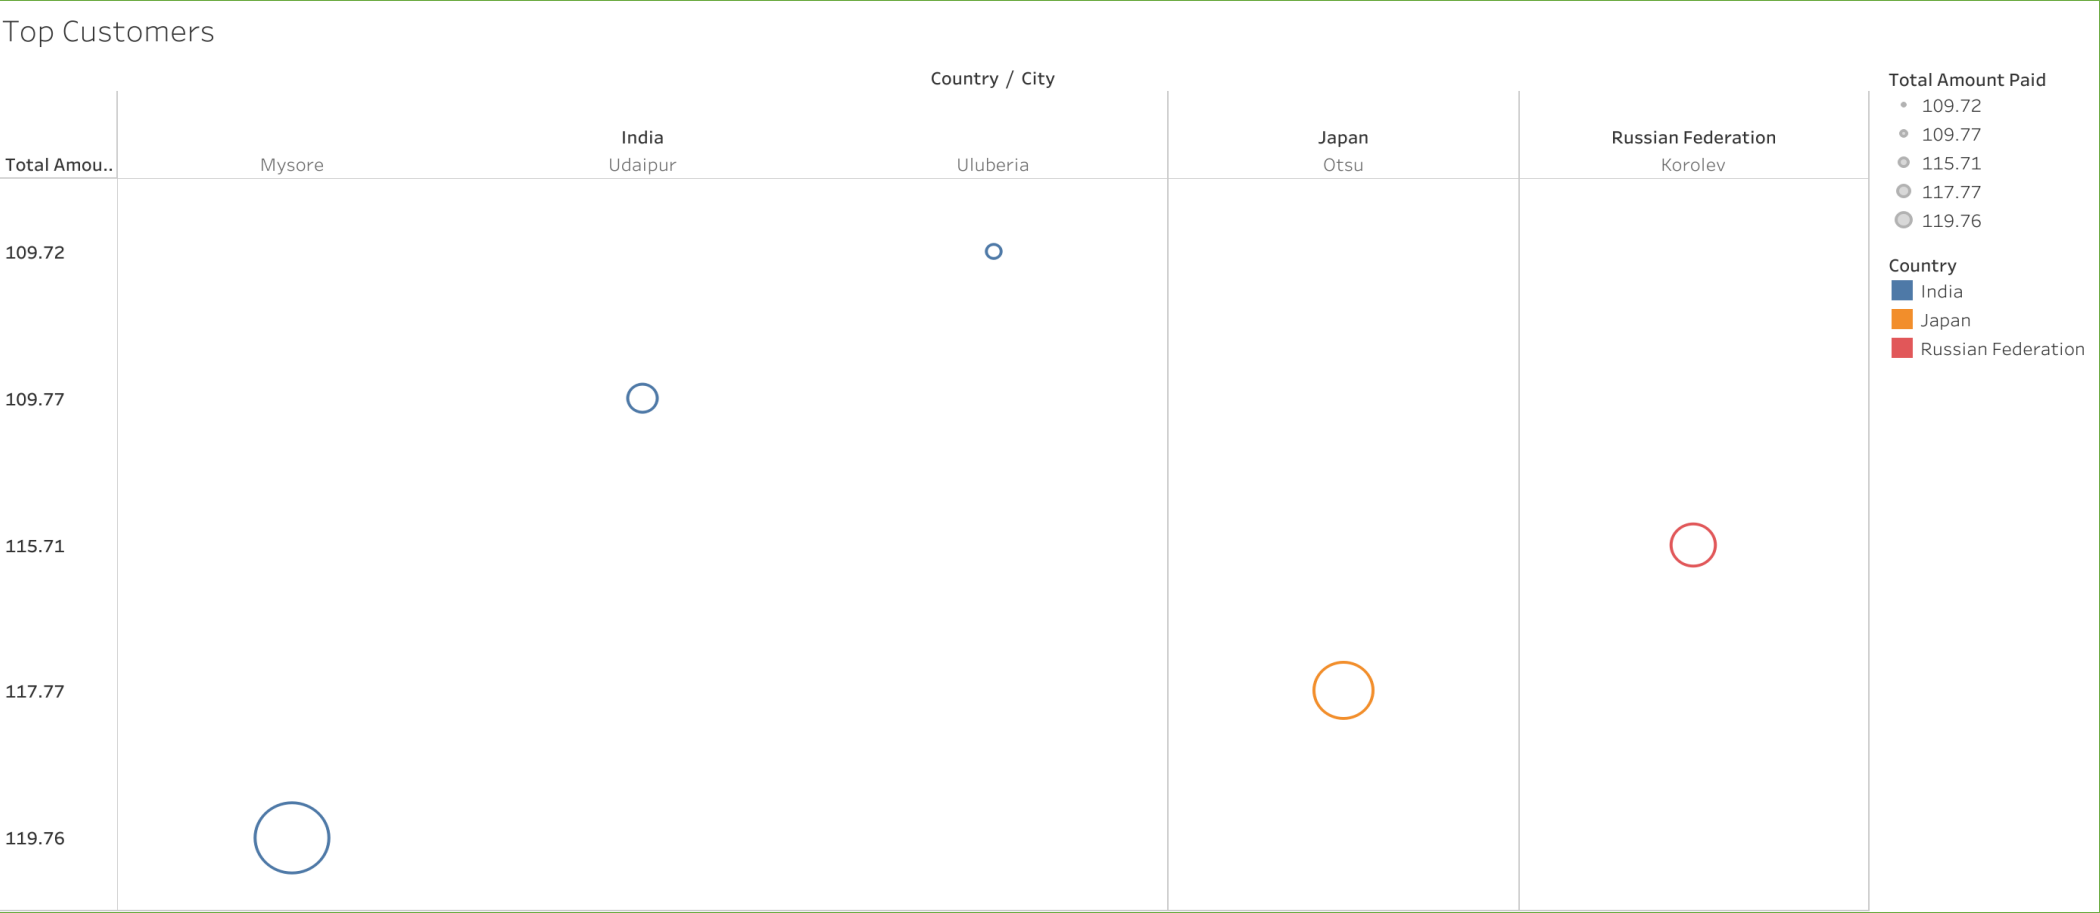 Top Customers
Country / City
India
Japan
Russian Federation
Total Amou..
Mysore
Udaipur
Uluberia
Otsu
Korolev
109.72
109.77
115.71
117.77
119.76
Total Amount Paid
109.72
109.77
115.71
117.77
119.76
Country
India
Japan
Russian Federation